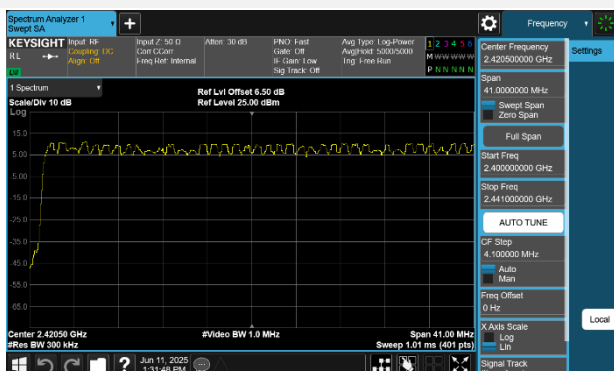 Spectrum Analyzer 1
Swept SA
+
Frequency
KEYSIGHT
RL
Input: RF
Coupling: DC
Align: Off
Input Z: 50 Ω
Corr CCorr
Freq Ref: Internal
Atten: 30 dB
PNO: Fast
Gate: Off
IF Gain: Low
Sig Track: Off
Avg Type: Log-Power
Avg|Hold: 5000/5000
Trig: Free Run
1 2 3 4 5 6
M W W W W W
P N N N N N
LU
1 Spectrum
Scale/Div 10 dB
Log
Ref Lvl Offset 6.50 dB
Ref Level 25.00 dBm
15.0
5.00
-5.00
-15.0
-25.0
-35.0
-45.0
-55.0
-65.0
Center 2.42050 GHz
#Res BW 300 kHz
#Video BW 1.0 MHz
Span 41.00 MHz
Sweep 1.01 ms (401 pts)
Jun 11, 2025
1:31:48 PM
Center Frequency
2.420500000 GHz
Span
41.0000000 MHz
Swept Span
Zero Span
Full Span
Start Freq
2.400000000 GHz
Stop Freq
2.441000000 GHz
AUTO TUNE
CF Step
4.100000 MHz
Auto
Man
Freq Offset
0 Hz
X Axis Scale
Log
Lin
Signal Track
Settings
Local